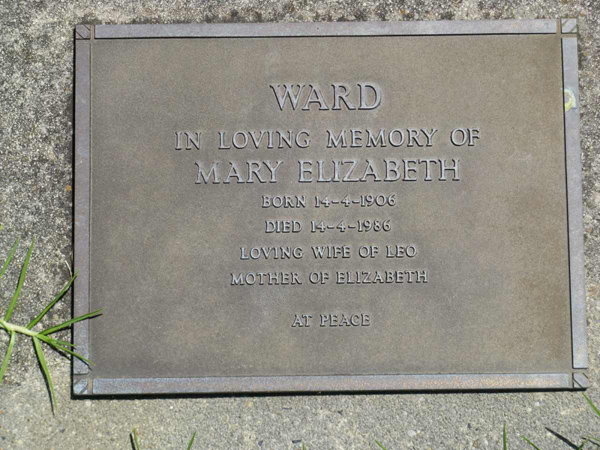 WARD
IN LOVING MEMORY OF
MARY ELIZABETH
BORN 14-4-1906
DIED 14-4-1986
LOVING WIFE OF LEO
MOTHER OF ELIZABETH
AT PEACE